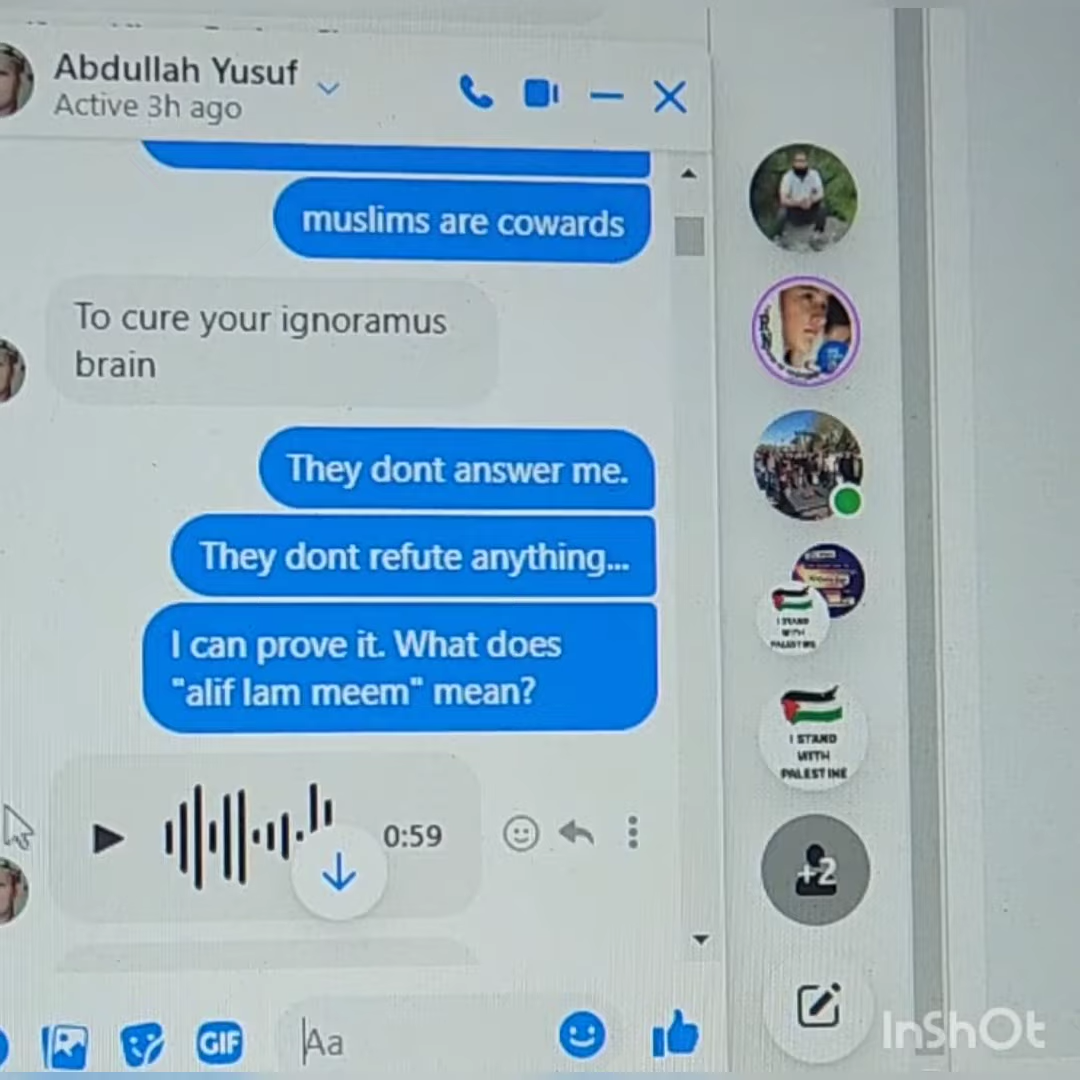 Abdullah Yusuf
Active 3h ago
muslims are cowards
To cure your ignoramus
brain
They dont answer me.
They dont refute anything...
I can prove it. What does
"alif lam meem" mean?
0:59
I STAND
WITH
PALESTINE
I STAND
WITH
PALESTINE
+2
GIF
Aa
InShOt